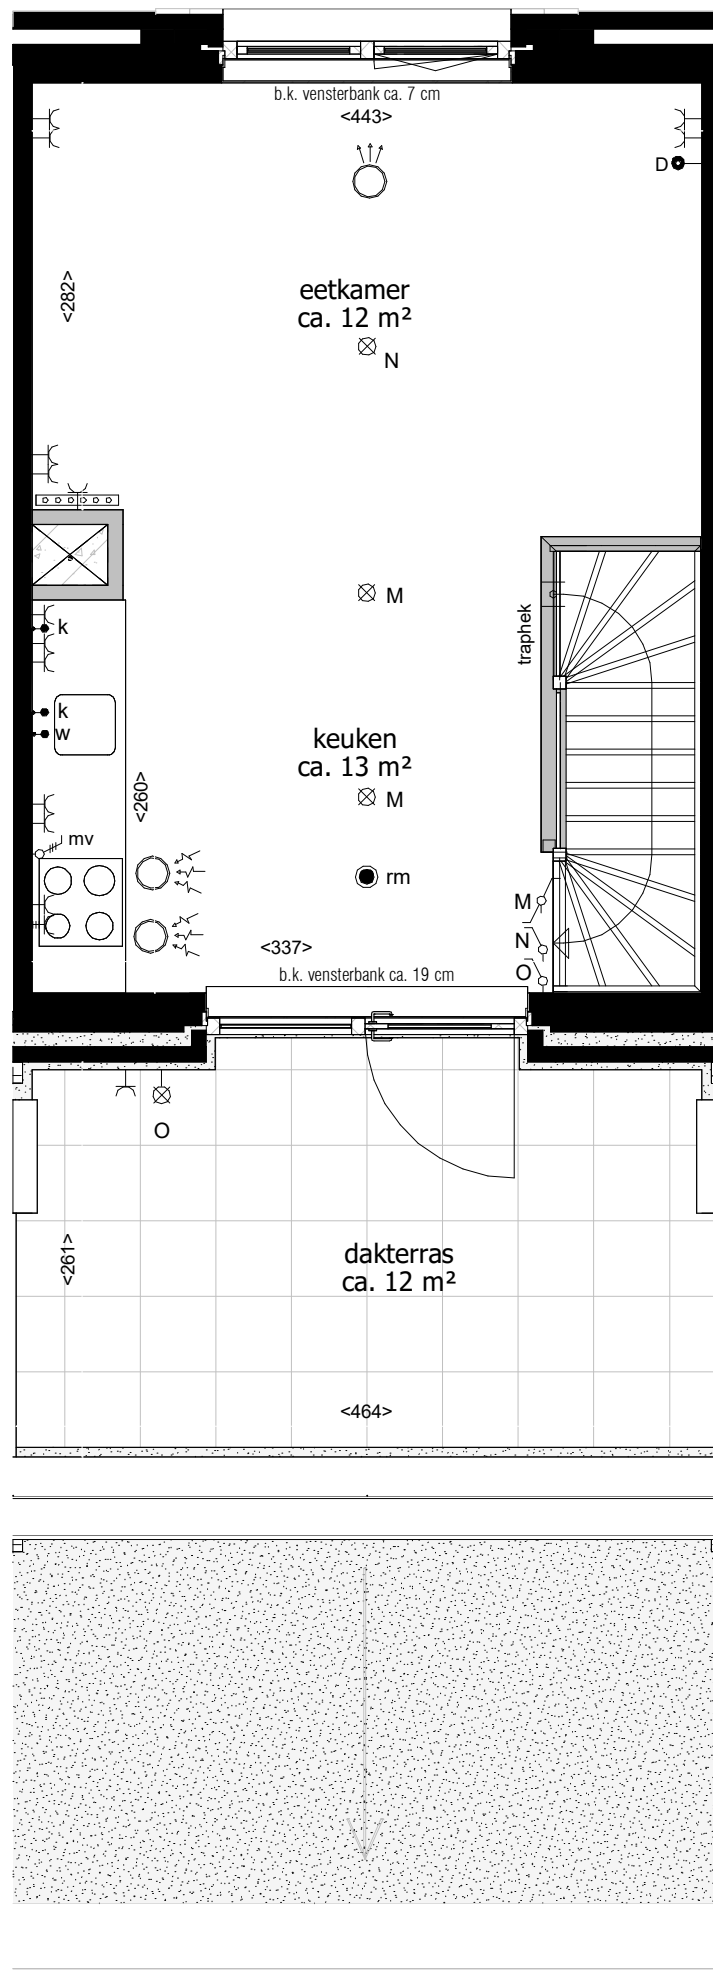 b.k. vensterbank ca. 7 cm
<443>
D
<282>
eetkamer
ca. 12 m²
N
M
traphek
k
k
w
keuken
ca. 13 m²
<260>
M
mv
rm
M
N
O
<337>
b.k. vensterbank ca. 19 cm
O
<261>
dakterras
ca. 12 m²
<464>